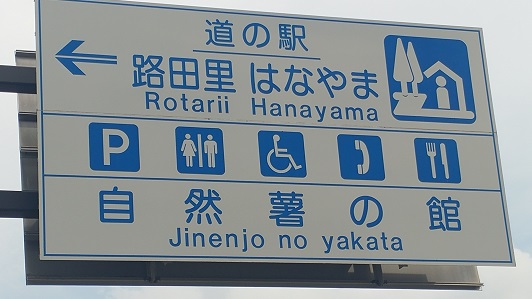 道の駅
路田里 はなやま
Rotarii Hanayama
P
自然薯の館
Jinenjo no yakata